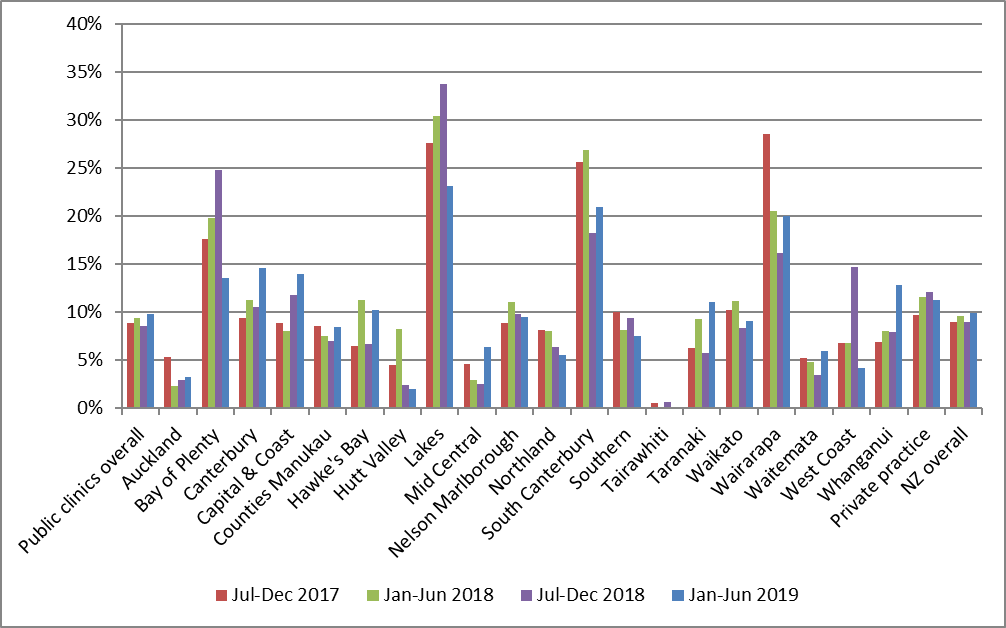 40%
35%
30%
25%
20%
15%
10%
5%
0%
Public clinics overall
Auckland
Bay of Plenty
Canterbury
Capital & Coast
Counties Manukau
Hawke's Bay
Hutt Valley
Lakes
Mid Central
Nelson Marlborough
Northland
South Canterbury
Southern
Tairawhiti
Taranaki
Waikato
Wairarapa
Waitemata
West Coast
Whanganui
Private practice
NZ overall
Jul-Dec 2017 Jan-Jun 2018 Jul-Dec 2018 Jan-Jun 2019